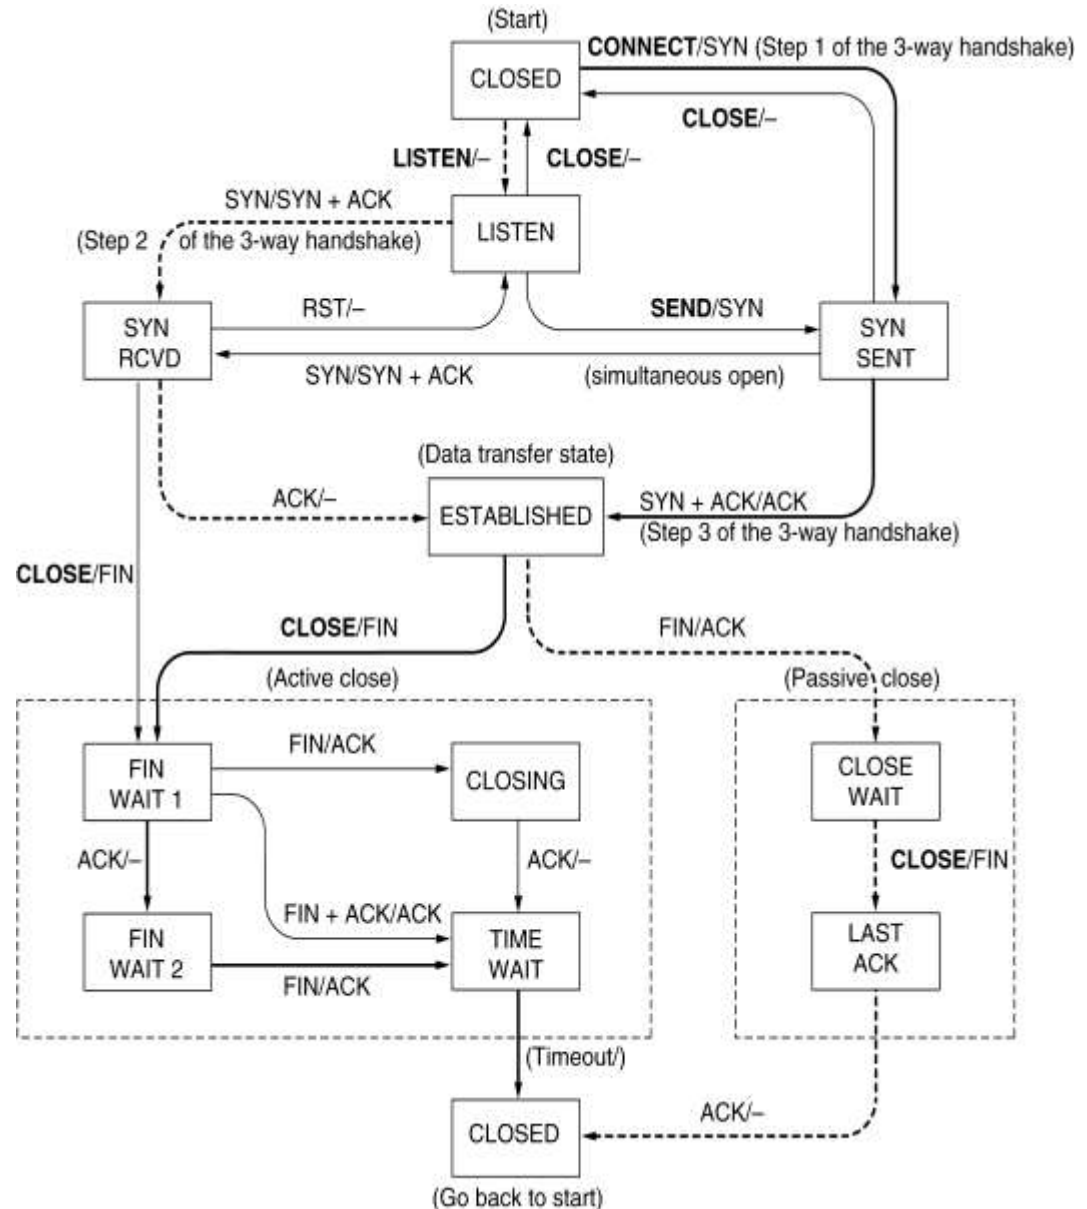 (Start)
CONNECT/SYN (Step 1 of the 3-way handshake)
CLOSED
CLOSE/–
LISTEN/–
CLOSE/–
SYN/SYN + ACK
(Step 2 of the 3-way handshake)
LISTEN
RST/–
SEND/SYN
SYN
RCVD
SYN
SENT
SYN/SYN + ACK
(simultaneous open)
(Data transfer state)
ACK/–
ESTABLISHED
SYN + ACK/ACK
(Step 3 of the 3-way handshake)
CLOSE/FIN
CLOSE/FIN
FIN/ACK
(Active close)
(Passive close)
FIN/ACK
FIN
WAIT 1
CLOSING
CLOSE
WAIT
ACK/–
ACK/–
CLOSE/FIN
FIN + ACK/ACK
FIN
WAIT 2
TIME
WAIT
LAST
ACK
FIN/ACK
(Timeout/)
ACK/–
CLOSED
(Go back to start)